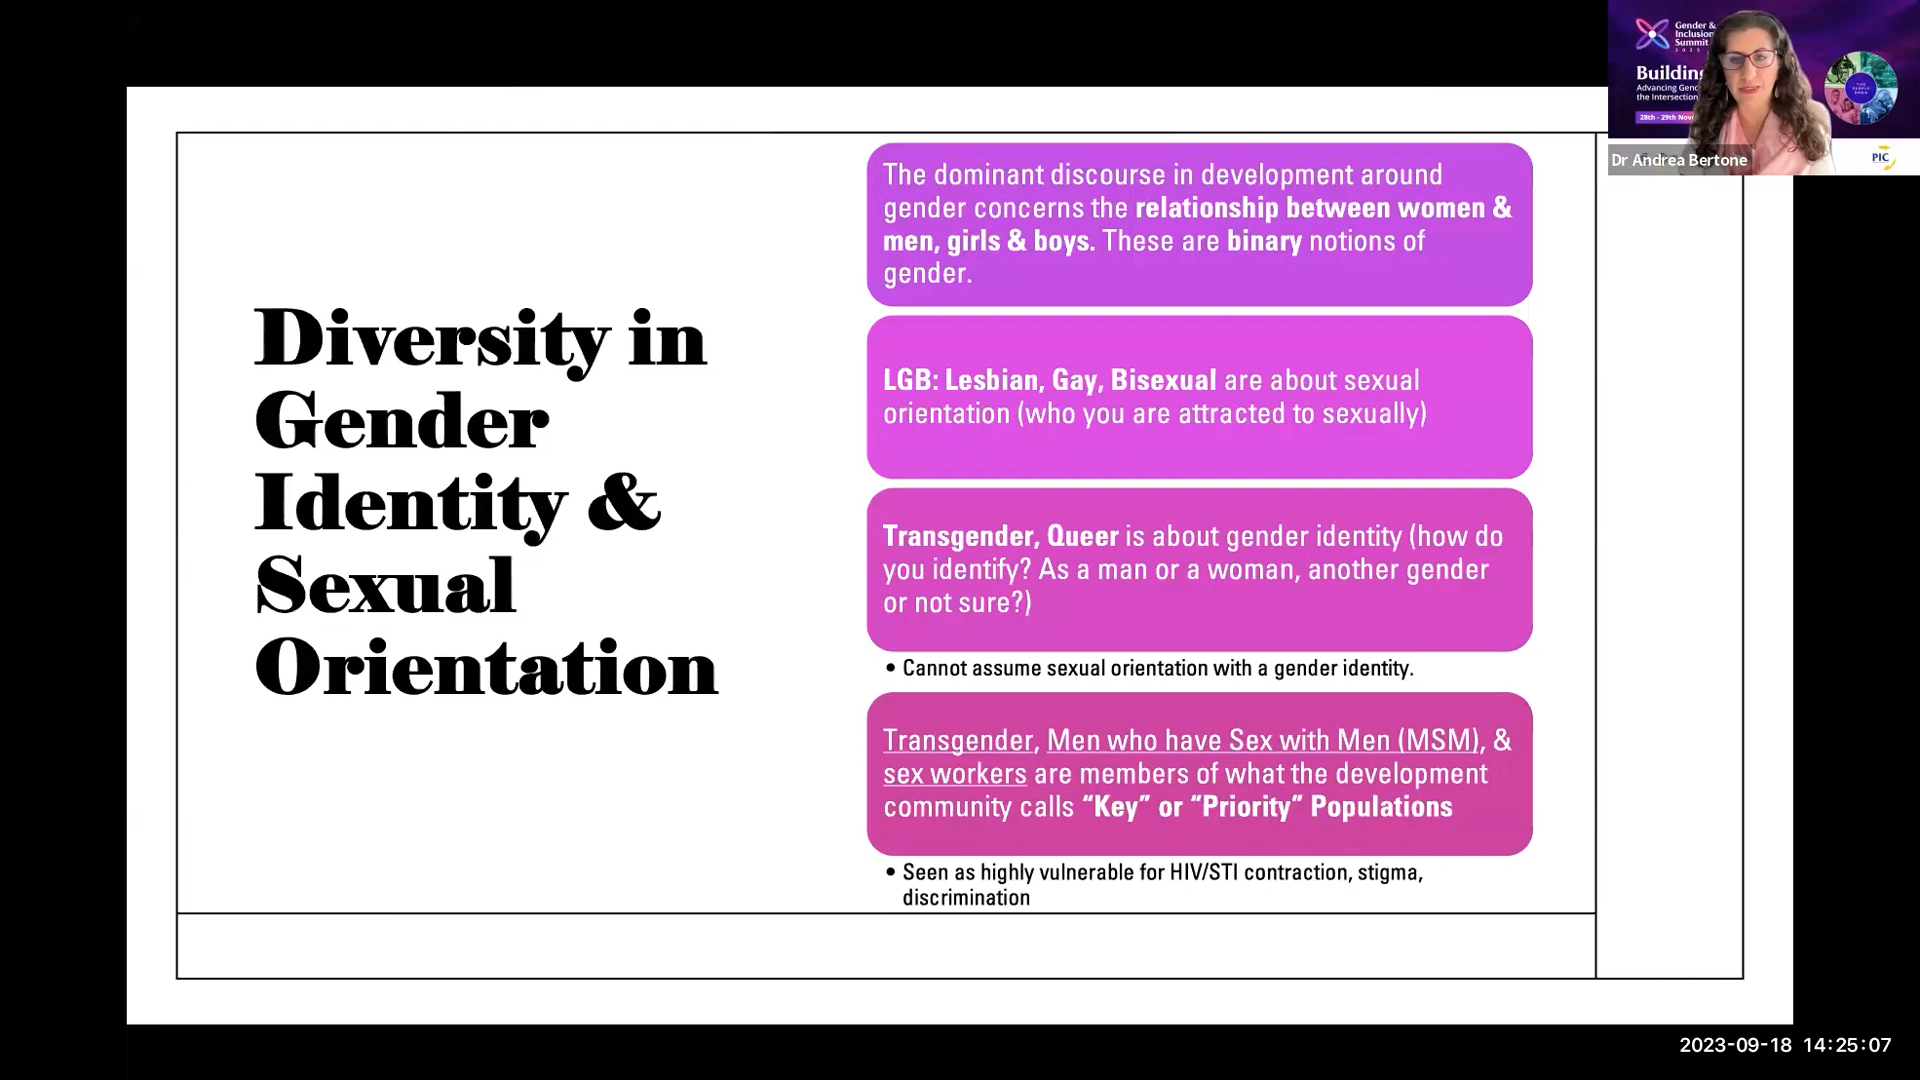 Diversity in
Gender
Identity &
Sexual
Orientation
The dominant discourse in development around
gender concerns the relationship between women &
men, girls & boys. These are binary notions of
gender.
LGB: Lesbian, Gay, Bisexual are about sexual
orientation (who you are attracted to sexually)
Transgender, Queer is about gender identity (how do
you identify? As a man or a woman, another gender
or not sure?)
• Cannot assume sexual orientation with a gender identity.
Transgender, Men who have Sex with Men (MSM), &
sex workers are members of what the development
community calls “Key” or “Priority” Populations
• Seen as highly vulnerable for HIV/STI contraction, stigma,
discrimination
Gender &
Inclusion
Summit
2023
Building
Advancing
the Intersection
28th - 29th
Dr Andrea Bertone
PIC
2023-09-18 14:25:07